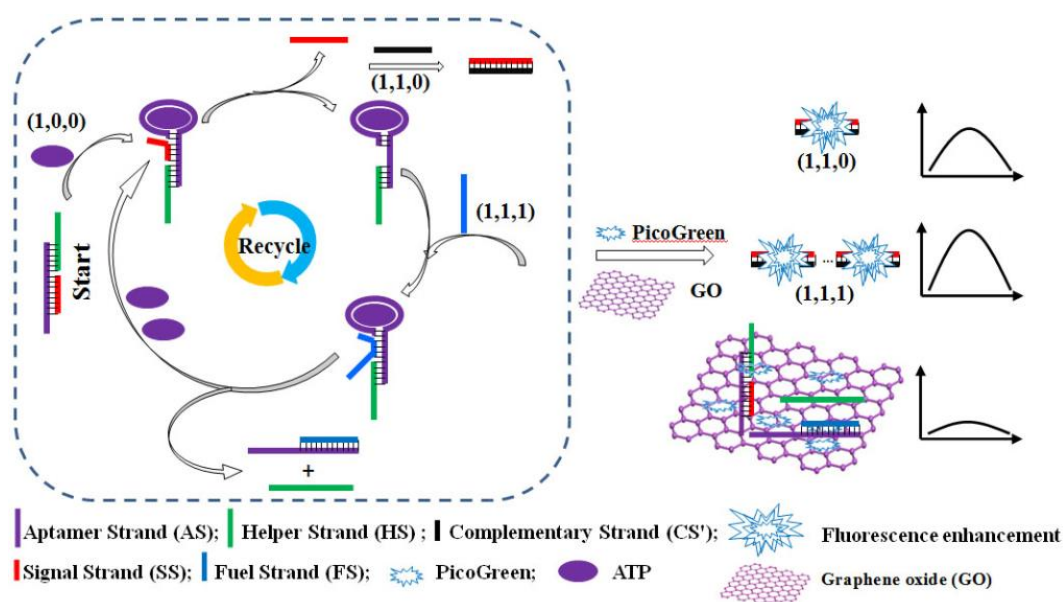 (1,1,0)
(1,0,0)
(1,1,0)
(1,1,1)
Recycle
PicoGreen
Start
GO
...
(1,1,1)
+
Aptamer Strand (AS); Helper Strand (HS) ; Complementary Strand (CS'); Fluorescence enhancement
Signal Strand (SS); Fuel Strand (FS); PicoGreen; ATP Graphene oxide (GO)